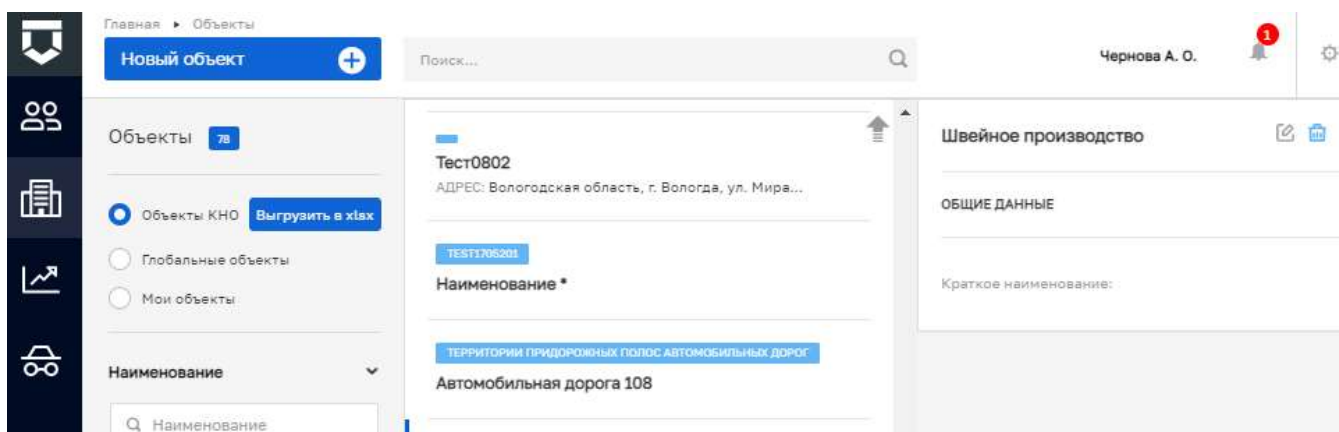 Главная ▸ Объекты
Новый объект
Поиск...
Чернова А. О.
1
Объекты 78
Объекты КНО Выгрузить в xlsx
Глобальные объекты
Мои объекты
Наименование
Наименование
Тест0802
АДРЕС: Вологодская область, г. Вологда, ул. Мира...
TEST1705201
Наименование *
ТЕРРИТОРИИ ПРИДОРОЖНЫХ ПОЛОС АВТОМОБИЛЬНЫХ ДОРОГ
Автомобильная дорога 108
Швейное производство
ОБЩИЕ ДАННЫЕ
Краткое наименование: